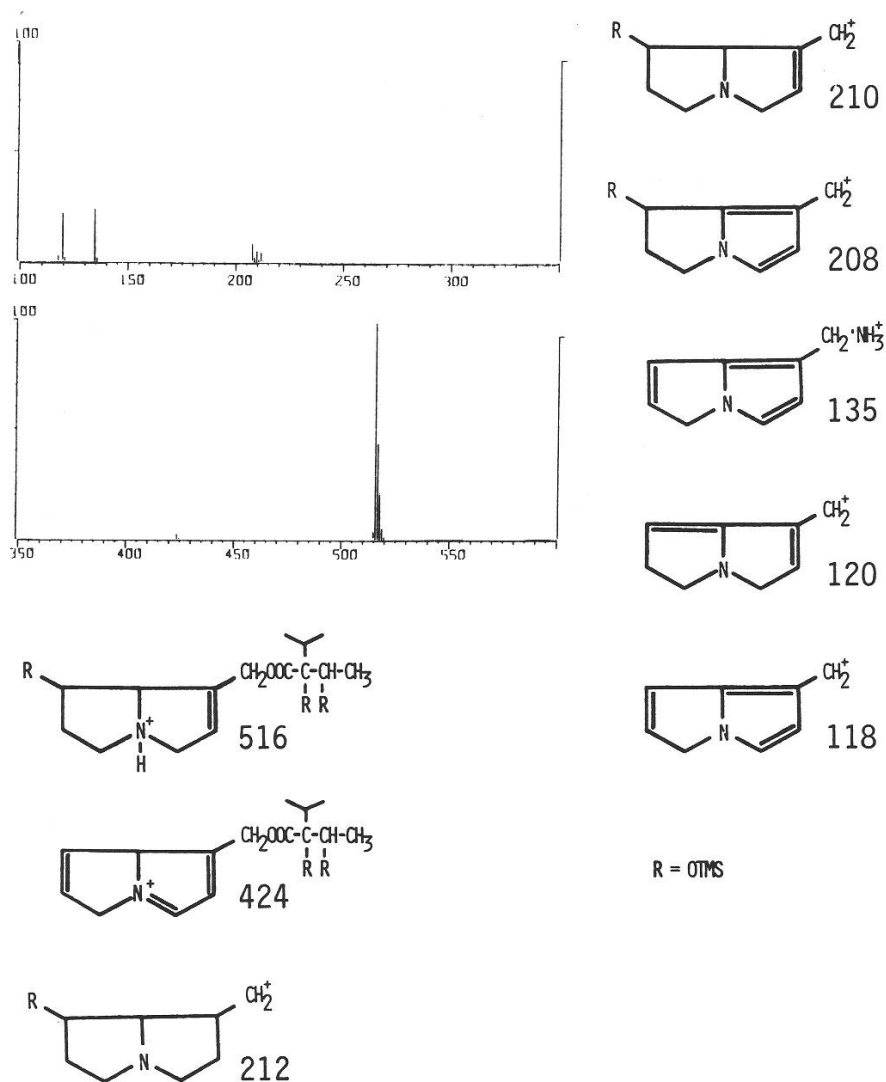 100
100
150
200
250
300
100
350
400
450
500
550
R
CH2+
N
210
R
CH2+
N
208
CH2·NH3+
N
135
CH2+
N
120
CH2+
N
118
R = OTMS
R
CH2OOC-C-CH-CH3
R R
N+
H
516
CH2OOC-C-CH-CH3
R R
N+
424
R
CH2+
N
212